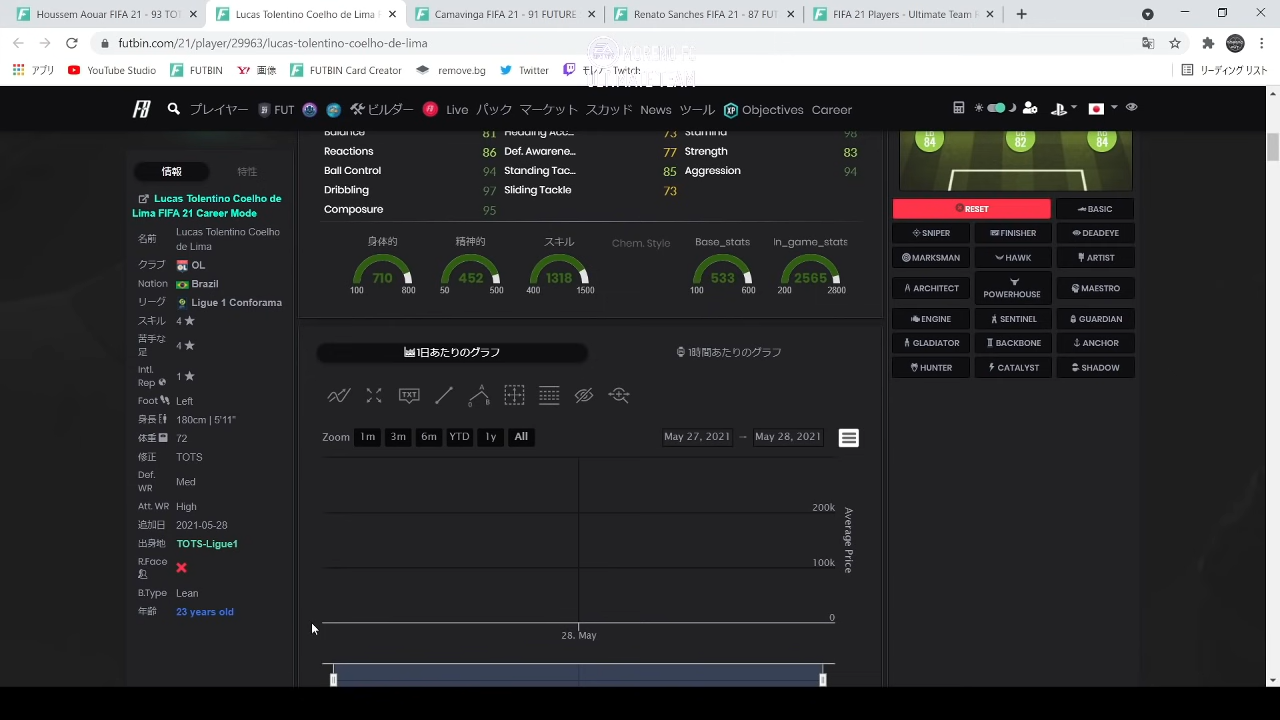 Houssem Aouar FIFA 21 - 93 TO
Lucas Tolentino Coelho de Lima
Camavinga FIFA 21 - 91 FUTURE
Renato Sanches FIFA 21 - 87 FUT
FIFA 21 Players - Ultimate Team
futbin.com/21/player/29963/lucas-tolentino-coelho-de-lima
アプリ YouTube Studio FUTBIN 画像 FUTBIN Card Creator remove.bg Twitter リーディング リスト
プレイヤー FUT ビルダー Live パック マーケット スカッド News ツール Objectives Career
Balance 81 Heading Acc... 73 Stamina 98
Reactions 86 Def. Awarene... 77 Strength 83
Ball Control 94 Standing Tac... 85 Aggression 94
Dribbling 97 Sliding Tackle 73
Composure 95
84 82 84
情報 特性
Lucas Tolentino Coelho de
Lima FIFA 21 Career Mode
名前 Lucas Tolentino Coelho
de Lima
クラブ OL
Nation Brazil
リーグ Ligue 1 Conforama
スキル 4
苦手な
足 4
Intl.
Rep 1
Foot Left
身長 180cm | 5'11"
体重 72
修正 TOTS
Def.
WR Med
Att. WR High
追加日 2021-05-28
出身地 TOTS-Ligue1
R.Face
B.Type Lean
年齢 23 years old
身体的 精神的 スキル Chem. Style Base_stats In_game_stats
710 452 1318 533 2565
100 800 50 500 400 1500 100 600 200 2800
1日あたりのグラフ 1時間あたりのグラフ
TXT
Zoom 1m 3m 6m YTD 1y All May 27, 2021 → May 28, 2021
200k
100k
0
Average Price
28. May
RESET BASIC
SNIPER FINISHER DEADEYE
MARKSMAN HAWK ARTIST
ARCHITECT POWERHOUSE MAESTRO
ENGINE SENTINEL GUARDIAN
GLADIATOR BACKBONE ANCHOR
HUNTER CATALYST SHADOW